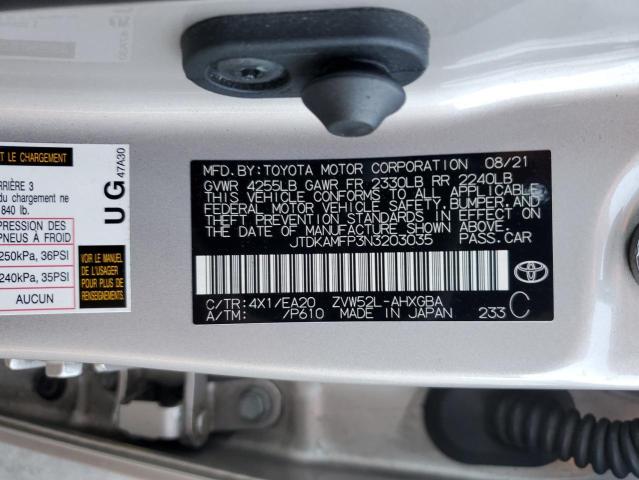 T LE CHARGEMENT
47A30
RRIÈRE 3
du chargement ne
840 lb.
UG
PRESSION DES
PNEUS À FROID
250kPa, 36PSI
240kPa, 35PSI
AUCUN
VOIR LE MANUEL
DE L'USAGER
POUR PLUS DE
RENSEIGNEMENTS
MFD. BY: TOYOTA MOTOR CORPORATION 08/21
GVWR 4255LB GAWR FR 2330LB RR 2240LB
THIS VEHICLE CONFORMS TO ALL APPLICABLE
FEDERAL MOTOR VEHICLE SAFETY, BUMPER, AND
THEFT PREVENTION STANDARDS IN EFFECT ON
THE DATE OF MANUFACTURE SHOWN ABOVE.
JTDKAMFP3N3203035 PASS.CAR
C/TR: 4X1/EA20 ZVW52L-AHXGBA
A/TM: /P610 MADE IN JAPAN 233 C